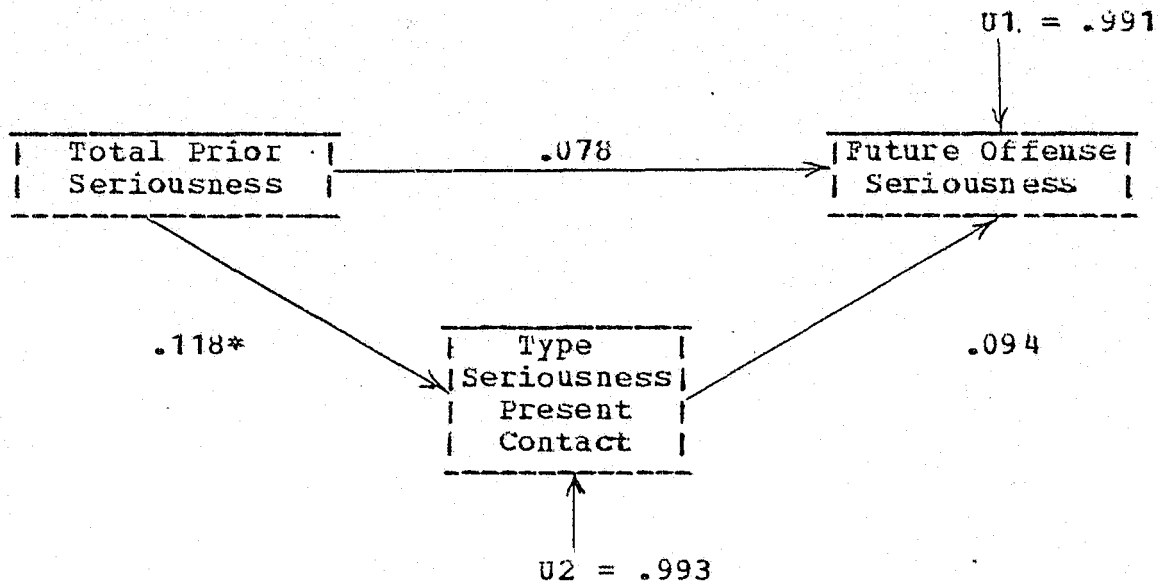 U1. = .991
Total Prior
Seriousness
.078
Future Offense
Seriousness
.118*
Type
Seriousness
Present
Contact
.094
U2 = .993